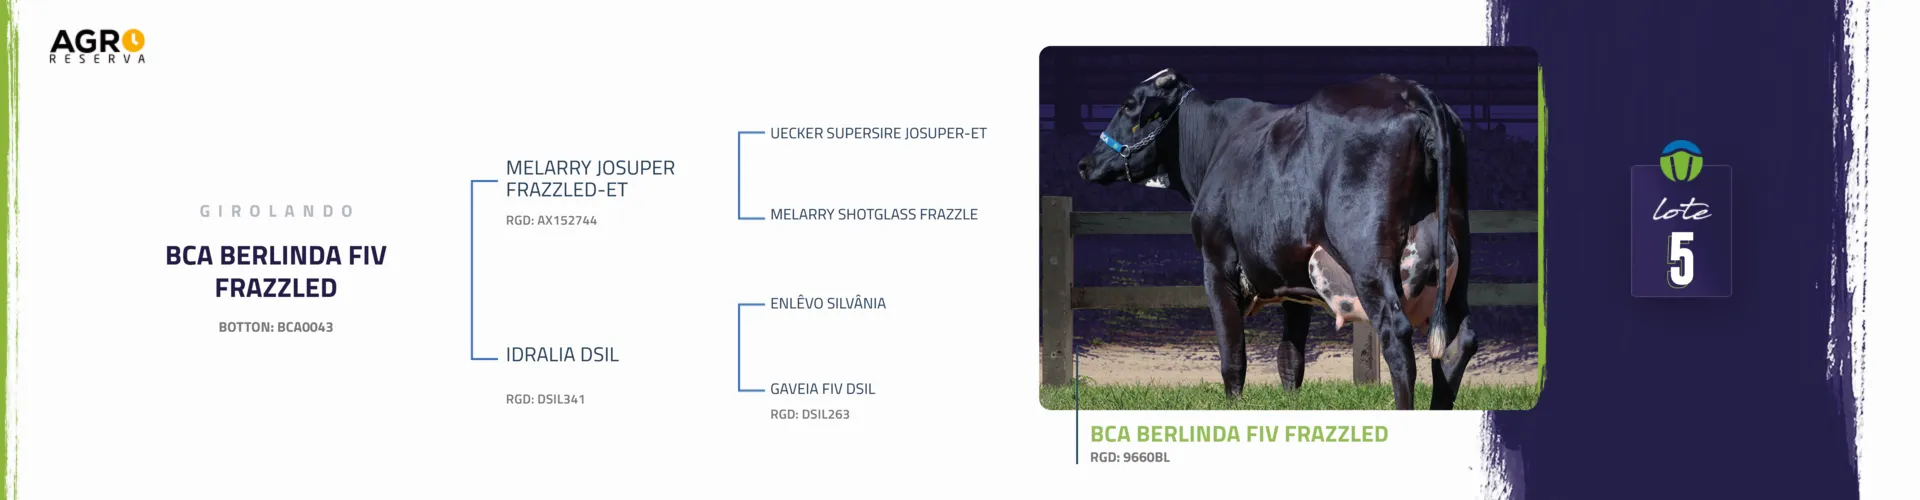 AGRO
RESERVA
GIROLANDO
BCA BERLINDA FIV
FRAZZLED
BOTTON: BCA0043
MELARRY JOSUPER
FRAZZLED-ET
RGD: AX152744
IDRALIA DSIL
RGD: DSIL341
UECKER SUPERSIRE JOSUPER-ET
MELARRY SHOTGLASS FRAZZLE
ENLÊVO SILVÂNIA
GAVEIA FIV DSIL
RGD: DSIL263
BCA BERLINDA FIV FRAZZLED
RGD: 9660BL
lote
5